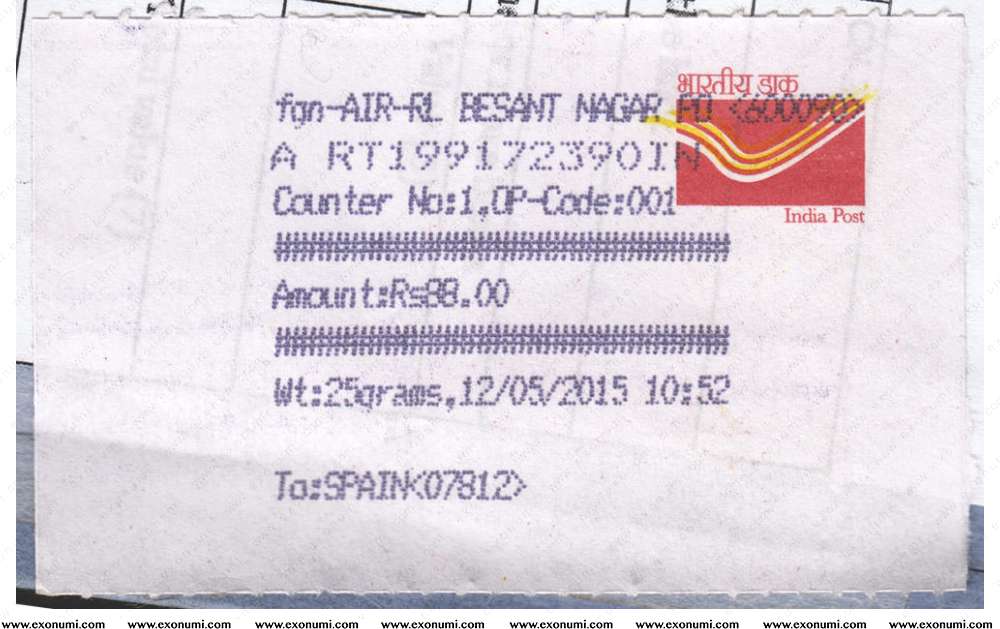 भारतीय डाक
fgn-AIR-RL BESANT NAGAR PO <600090>
A RT199172390IN
Counter No:1,OP-Code:001
India Post
Amount:Rs88.00
Wt:25grams,12/05/2015 10:52
To:SPAIN<07812>
www.exonumi.com www.exonumi.com www.exonumi.com www.exonumi.com www.exonumi.com www.exonumi.com www.exonumi.com www.exonumi.com